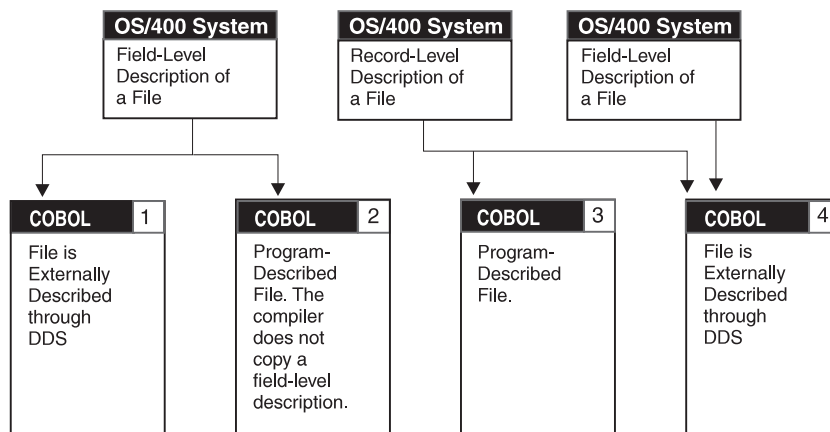 OS/400 System
Field-Level
Description of
a File
OS/400 System
Record-Level
Description of
a File
OS/400 System
Field-Level
Description of
a File
COBOL 1
File is
Externally
Described
through
DDS
COBOL 2
Program-
Described
File. The
compiler
does not
copy a
field-level
description.
COBOL 3
Program-
Described
File.
COBOL 4
File is
Externally
Described
through
DDS